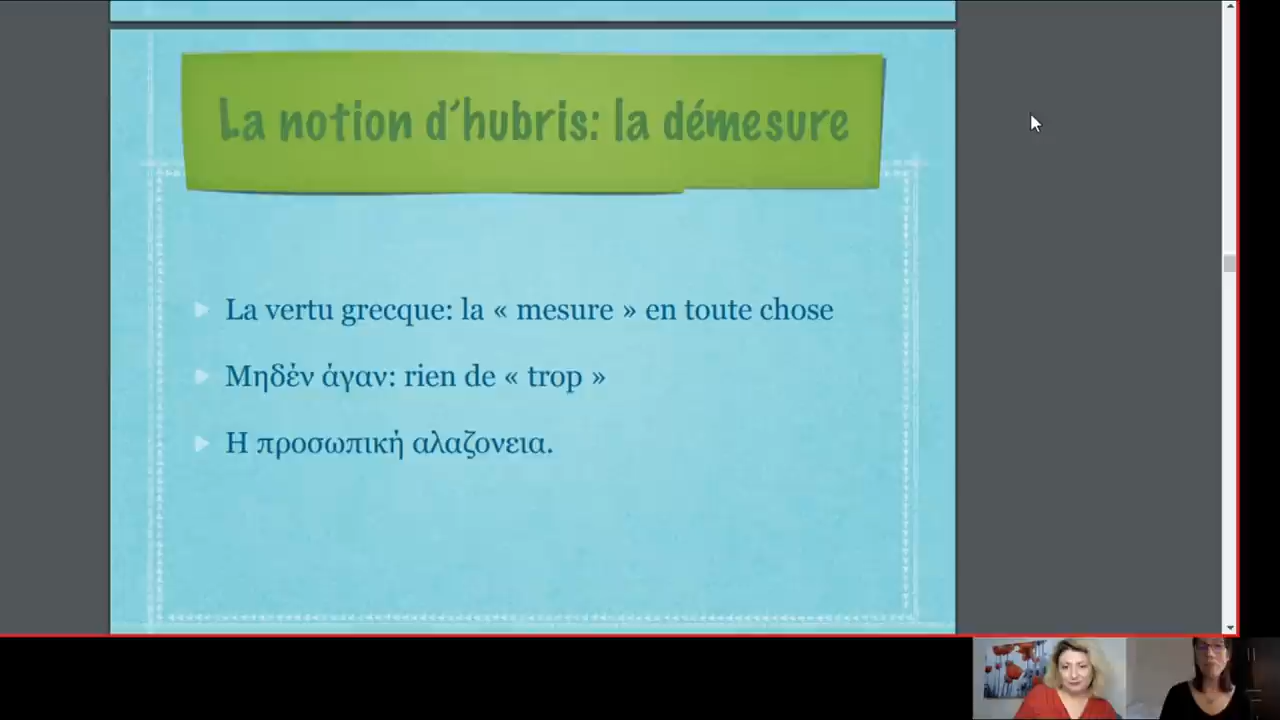 La notion d’hubris: la démesure
La vertu grecque: la « mesure » en toute chose
Μηδέν άγαν: rien de « trop »
Η προσωπική αλαζονεια.